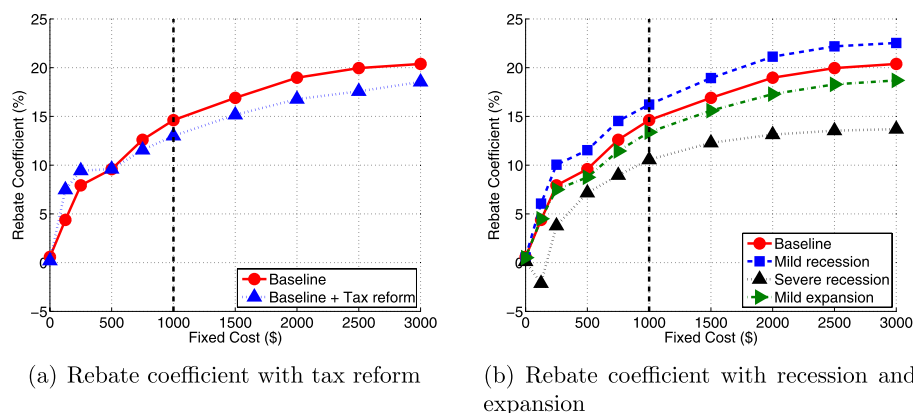 25
20
15
10
5
0
−5
Rebate Coefficient (%)
0 500 1000 1500 2000 2500 3000
Fixed Cost ($)
Baseline
Baseline + Tax reform
(a) Rebate coefficient with tax reform
25
20
15
10
5
0
−5
Rebate Coefficient (%)
0 500 1000 1500 2000 2500 3000
Fixed Cost ($)
Baseline
Mild recession
Severe recession
Mild expansion
(b) Rebate coefficient with recession and
expansion